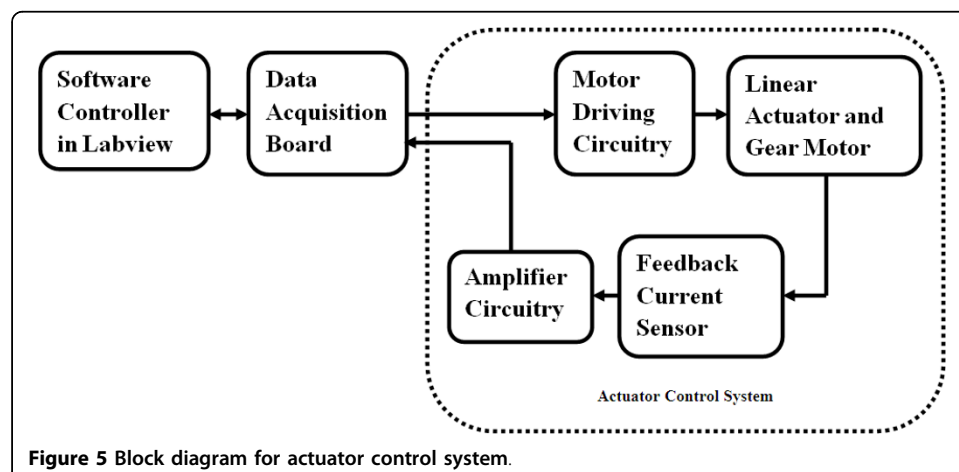 Software
Controller
in Labview
Data
Acquisition
Board
Motor
Driving
Circuitry
Linear
Actuator and
Gear Motor
Amplifier
Circuitry
Feedback
Current
Sensor
Actuator Control System
Figure 5 Block diagram for actuator control system.